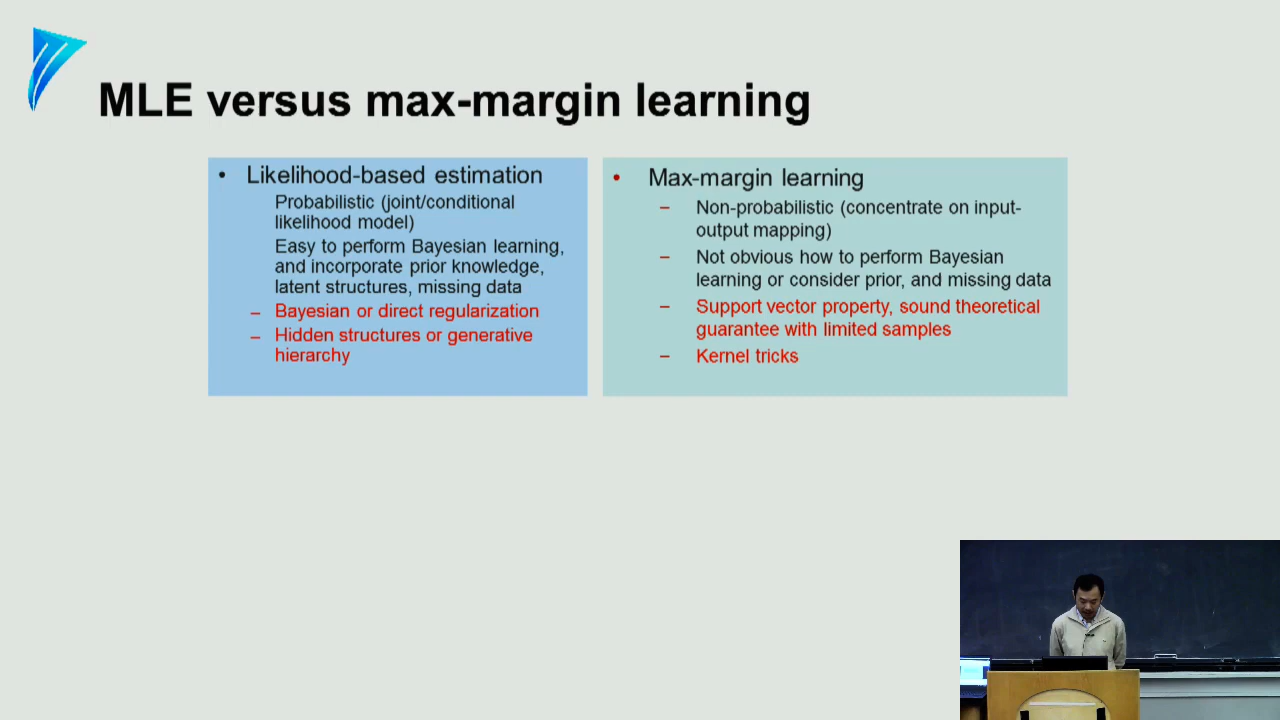 MLE versus max-margin learning
• Likelihood-based estimation
Probabilistic (joint/conditional
likelihood model)
Easy to perform Bayesian learning,
and incorporate prior knowledge,
latent structures, missing data
– Bayesian or direct regularization
– Hidden structures or generative
hierarchy
• Max-margin learning
– Non-probabilistic (concentrate on input-
output mapping)
– Not obvious how to perform Bayesian
learning or consider prior, and missing data
– Support vector property, sound theoretical
guarantee with limited samples
– Kernel tricks